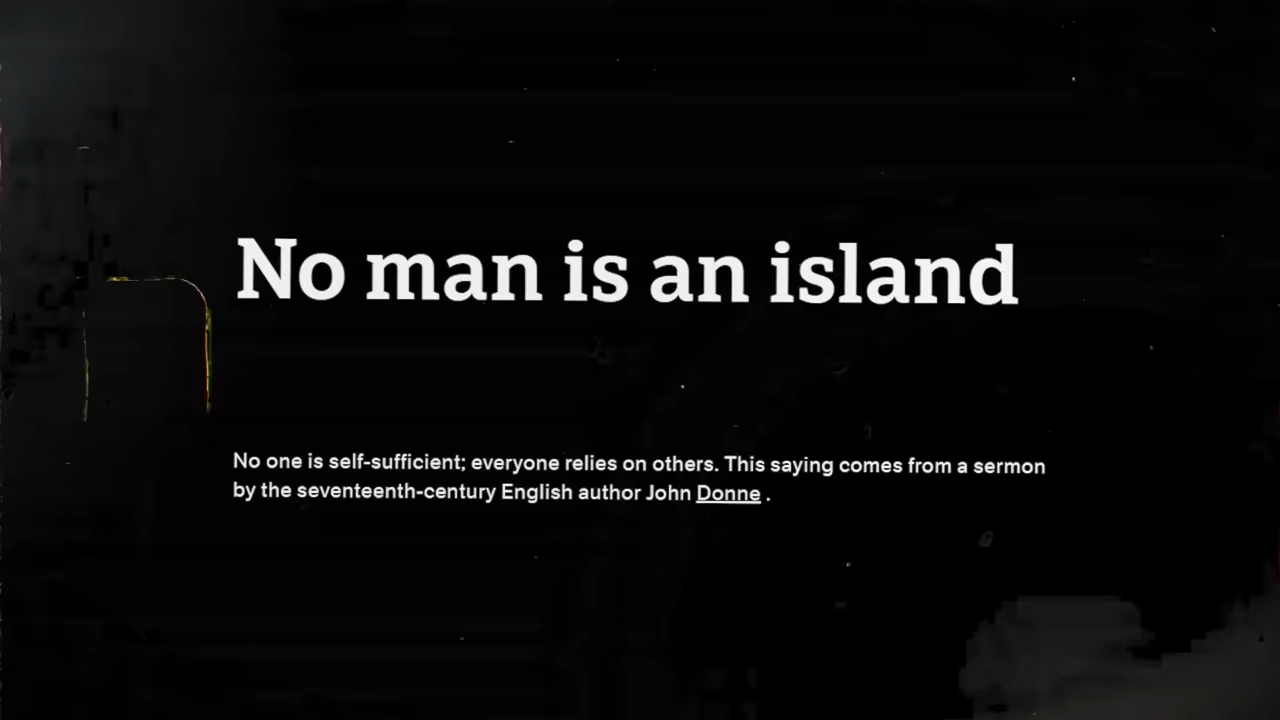 No man is an island
No one is self-sufficient; everyone relies on others. This saying comes from a sermon
by the seventeenth-century English author John Donne .